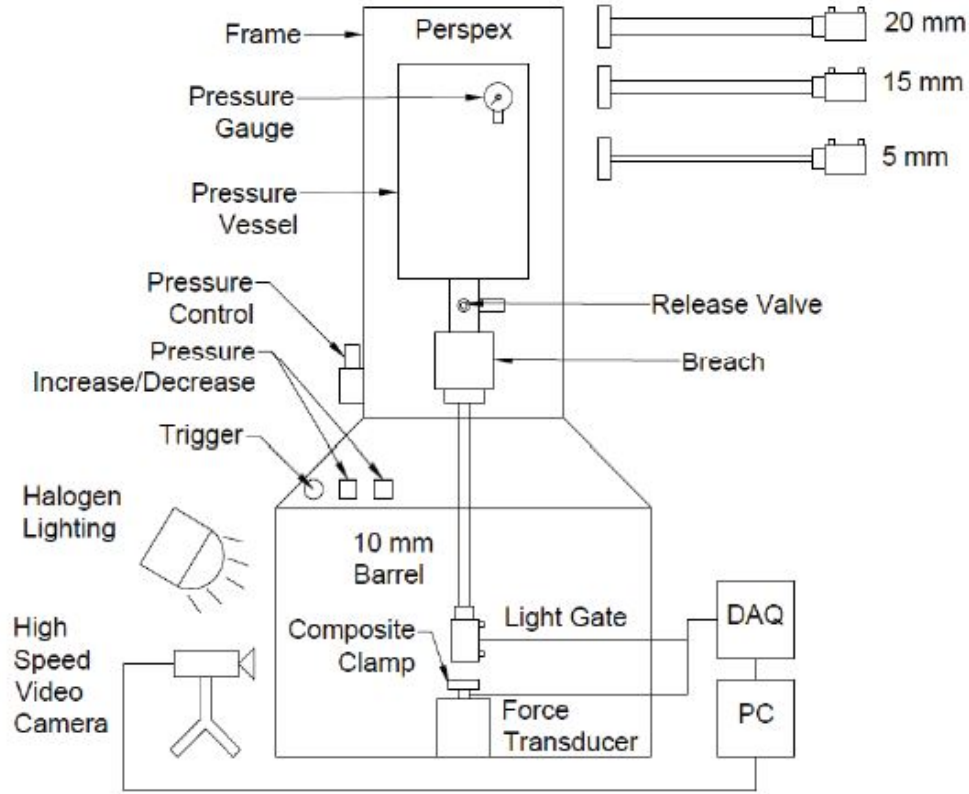 Frame
Perspex
20 mm
15 mm
5 mm
Pressure
Gauge
Pressure
Vessel
Pressure
Control
Release Valve
Pressure
Increase/Decrease
Breach
Trigger
Halogen
Lighting
10 mm
Barrel
High
Speed
Video
Camera
Composite
Clamp
Light Gate
DAQ
Force
Transducer
PC